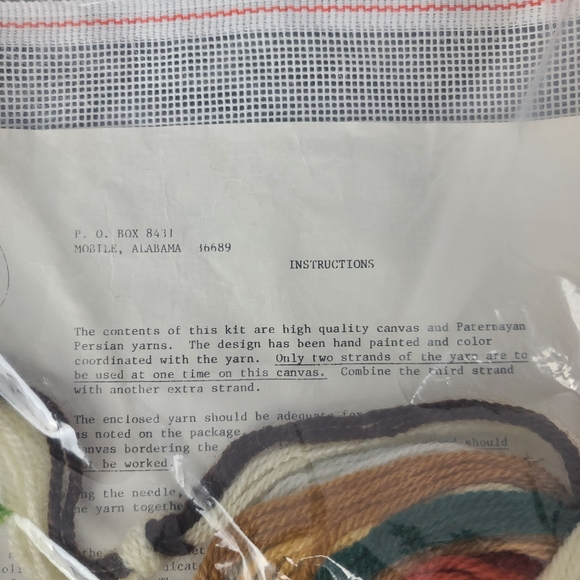 P. O. BOX 8431
MOBILE, ALABAMA 36689
INSTRUCTIONS
The contents of this kit are high quality canvas and Paternayan
Persian yarns. The design has been hand painted and color
coordinated with the yarn. Only two strands of the yarn are to
be used at one time on this canvas. Combine the third strand
with another extra strand.
The enclosed yarn should be adequate for
as noted on the package.
canvas bordering the should
be worked.
the needle,
yarn together
the